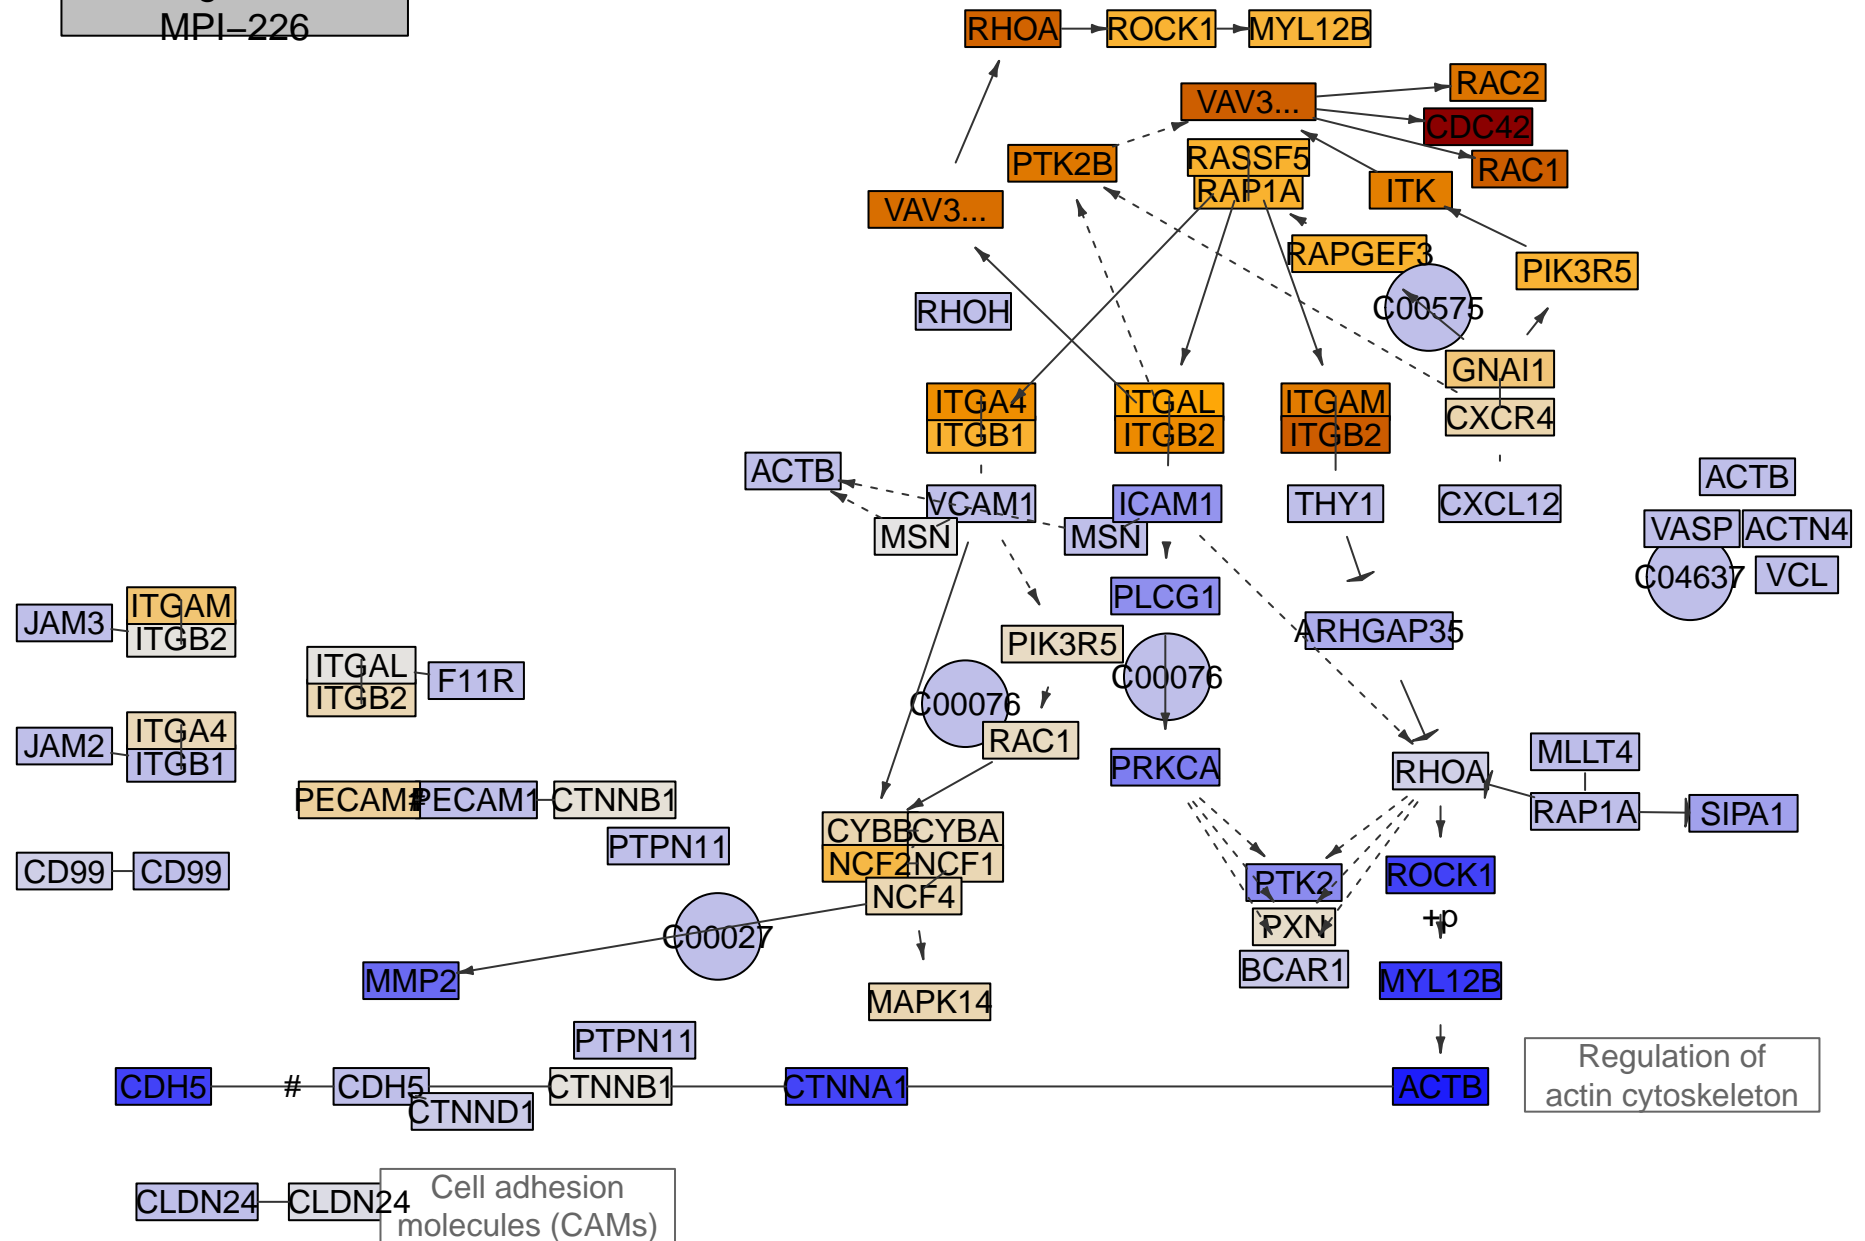 MPI−226
RHOA
ROCK1
MYL12B
RAC2
VAV3...
CDC42
RASSF5
PTK2B
RAC1
RAP1A
ITK
VAV3...
RAPGEF3
PIK3R5
RHOH
C00575
GNAI1
ITGA4
ITGAL
ITGAM
CXCR4
ITGB1
ITGB2
ITGB2
ACTB
ACTB
VCAM1
ICAM1
THY1
CXCL12
MSN
MSN
VASP
ACTN4
C04637
VCL
PLCG1
ITGAM
JAM3
ITGB2
ARHGAP35
PIK3R5
ITGAL
F11R
ITGB2
C00076
C00076
ITGA4
JAM2
ITGB1
RAC1
MLLT4
PRKCA
RHOA
PECAM1
#
PECAM1
CTNNB1
RAP1A
SIPA1
CYBB
CYBA
PTPN11
NCF2
NCF1
CD99
CD99
ROCK1
PTK2
NCF4
+p
PXN
C00027
BCAR1
MMP2
MYL12B
MAPK14
PTPN11
Regulation of
actin cytoskeleton
CDH5
#
CDH5
CTNNB1
CTNNA1
ACTB
CTNND1
CLDN24
CLDN24
Cell adhesion
molecules (CAMs)